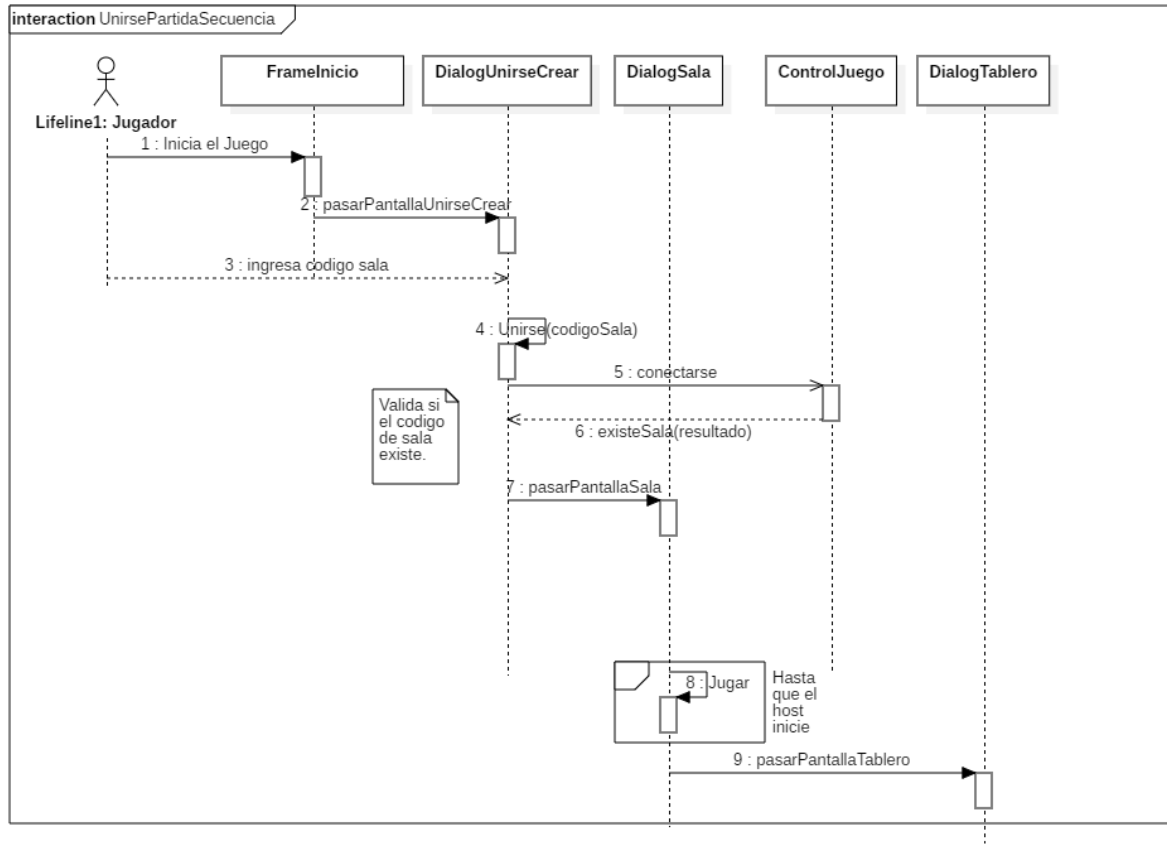 interaction UnirsePartidaSecuencia
FrameInicio
DialogUnirseCrear
DialogSala
ControlJuego
DialogTablero
Lifeline1: Jugador
1 : Inicia el Juego
2 : pasarPantallaUnirseCrear
3 : ingresa codigo sala
4 : Unirse(codigoSala)
5 : conectarse
Valida si
el codigo
de sala
existe.
6 : existeSala(resultado)
7 : pasarPantallaSala
8 : Jugar
Hasta
que el
host
inicie
9 : pasarPantallaTablero